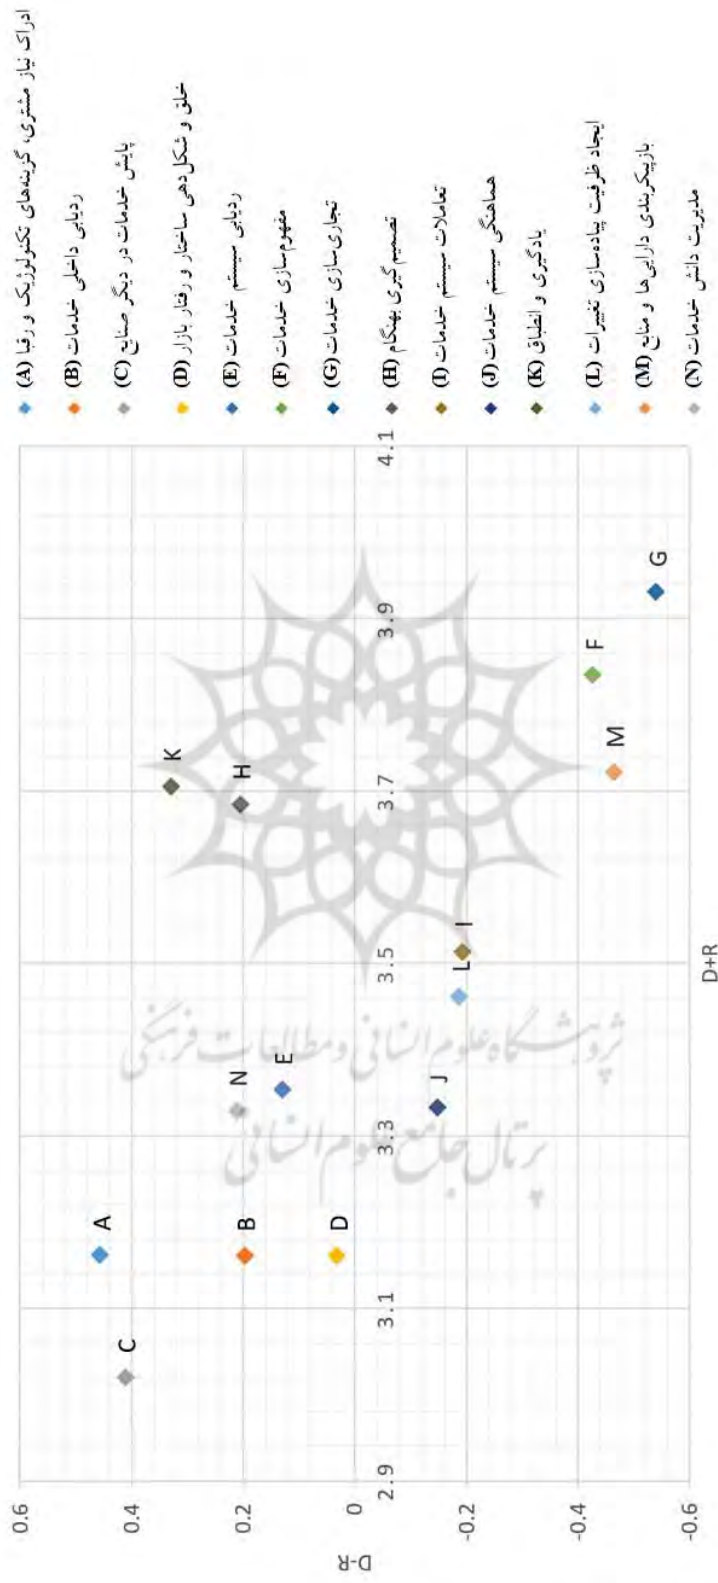 0.6
0.4
0.2
0
-0.2
-0.4
-0.6
D-R
2.9
3.1
3.3
3.5
3.7
3.9
4.1
D+R
A
C
B
D
N
E
J
L
I
K
H
M
F
G
(A) ادراک نیاز مشتری، گزینه‌های تکنولوژیک و رقبا
(B) ردیابی داخلی خدمات
(C) پایش خدمات در دیگر صنایع
(D) خلق و شکل‌دهی ساختار و رفتار بازار
(E) ردیابی سیستم خدمات
(F) مفهوم‌سازی خدمات
(G) تجاری‌سازی خدمات
(H) تصمیم گیری بهنگام
(I) تعاملات سیستم خدمات
(J) هماهنگی سیستم خدمات
(K) یادگیری و انطباق
(L) ایجاد ظرفیت پیاده‌سازی تغییرات
(M) بازپیکربندی دارایی‌ها و منابع
(N) مدیریت دانش خدمات
پژوهشگاه علوم انسانی و مطالعات فرهنگی
پرتال جامع علوم انسانی